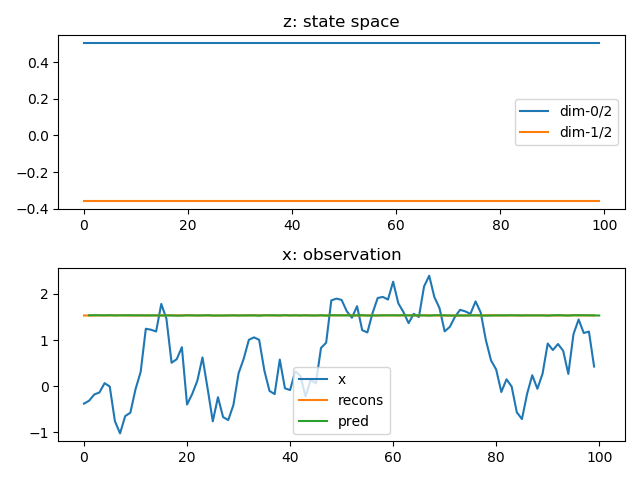 z: state space
0.4
0.2
0.0
−0.2
−0.4
dim-0/2
dim-1/2
0 20 40 60 80 100
x: observation
2
1
0
−1
x
recons
pred
0 20 40 60 80 100